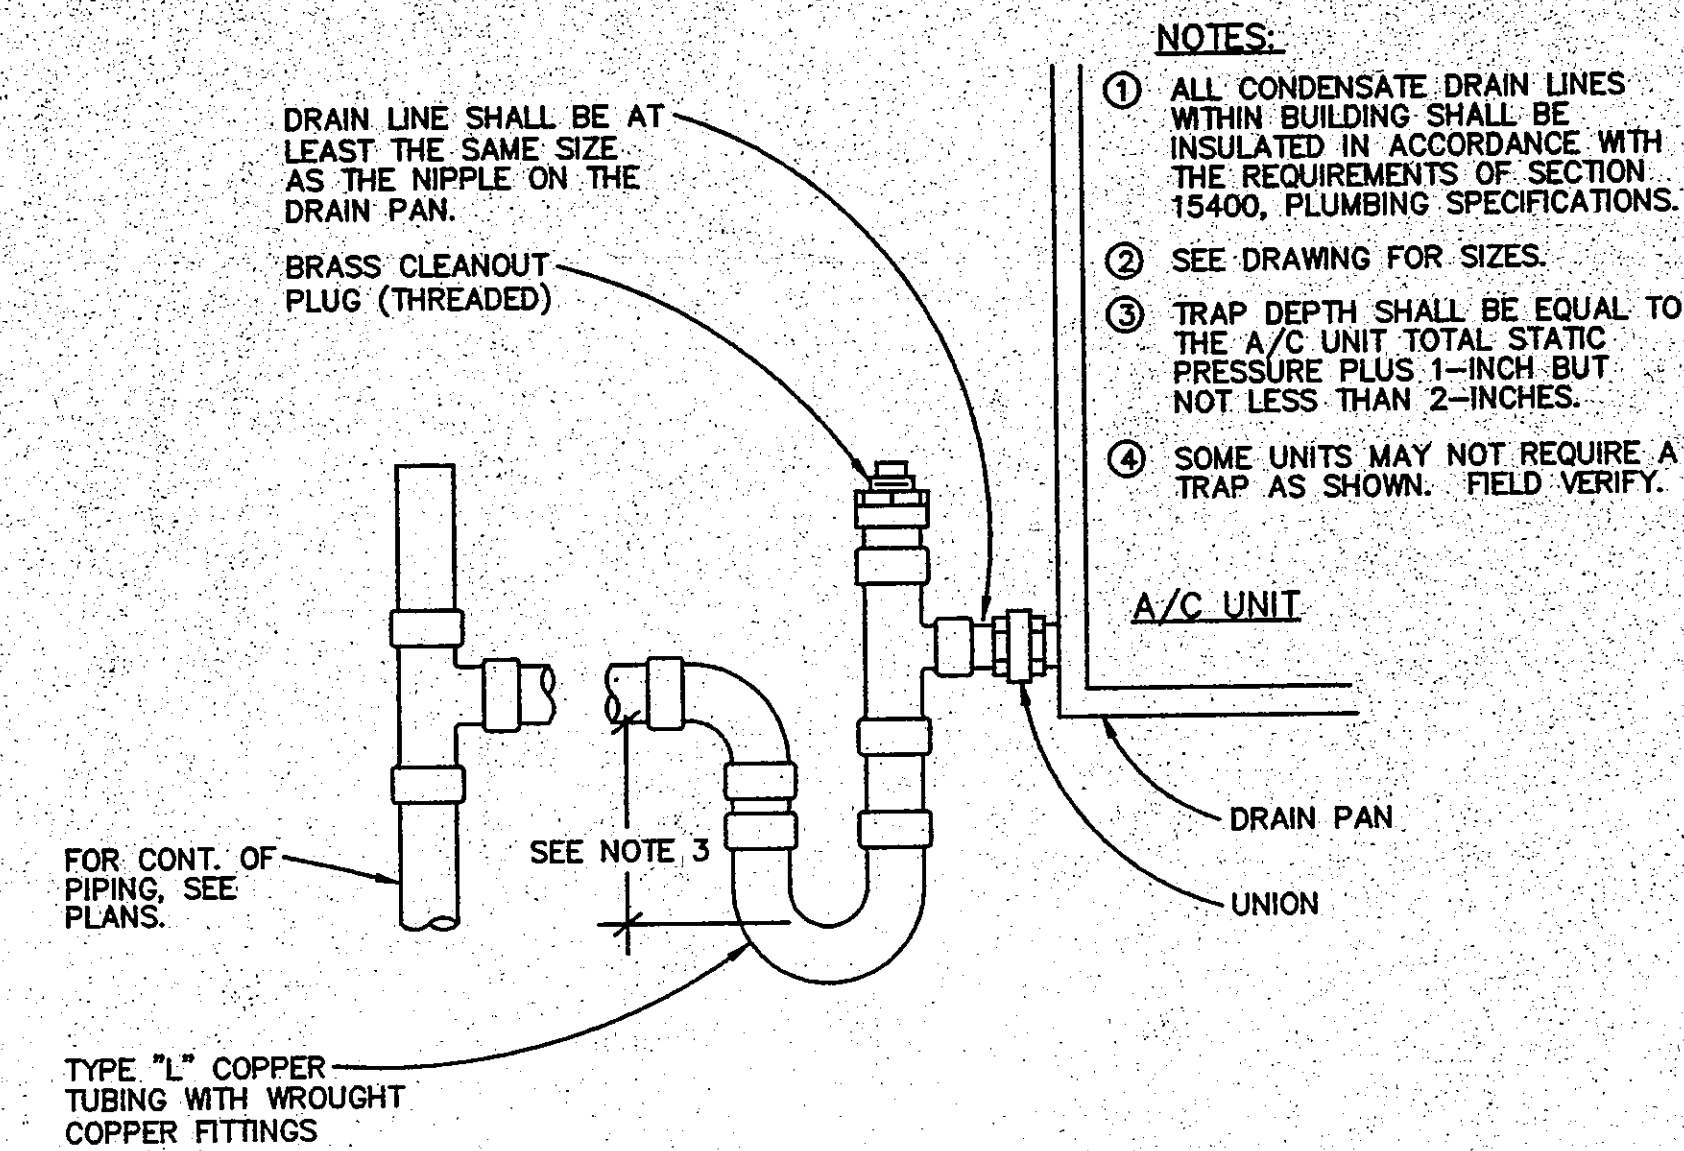 NOTES:
① ALL CONDENSATE DRAIN LINES
WITHIN BUILDING SHALL BE
INSULATED IN ACCORDANCE WITH
THE REQUIREMENTS OF SECTION
15400, PLUMBING SPECIFICATIONS.
② SEE DRAWING FOR SIZES.
③ TRAP DEPTH SHALL BE EQUAL TO
THE A/C UNIT TOTAL STATIC
PRESSURE PLUS 1-INCH BUT
NOT LESS THAN 2-INCHES.
④ SOME UNITS MAY NOT REQUIRE A
TRAP AS SHOWN. FIELD VERIFY.
DRAIN LINE SHALL BE AT
LEAST THE SAME SIZE
AS THE NIPPLE ON THE
DRAIN PAN.
BRASS CLEANOUT
PLUG (THREADED)
A/C UNIT
DRAIN PAN
UNION
SEE NOTE 3
FOR CONT. OF
PIPING, SEE
PLANS.
TYPE "L" COPPER
TUBING WITH WROUGHT
COPPER FITTINGS